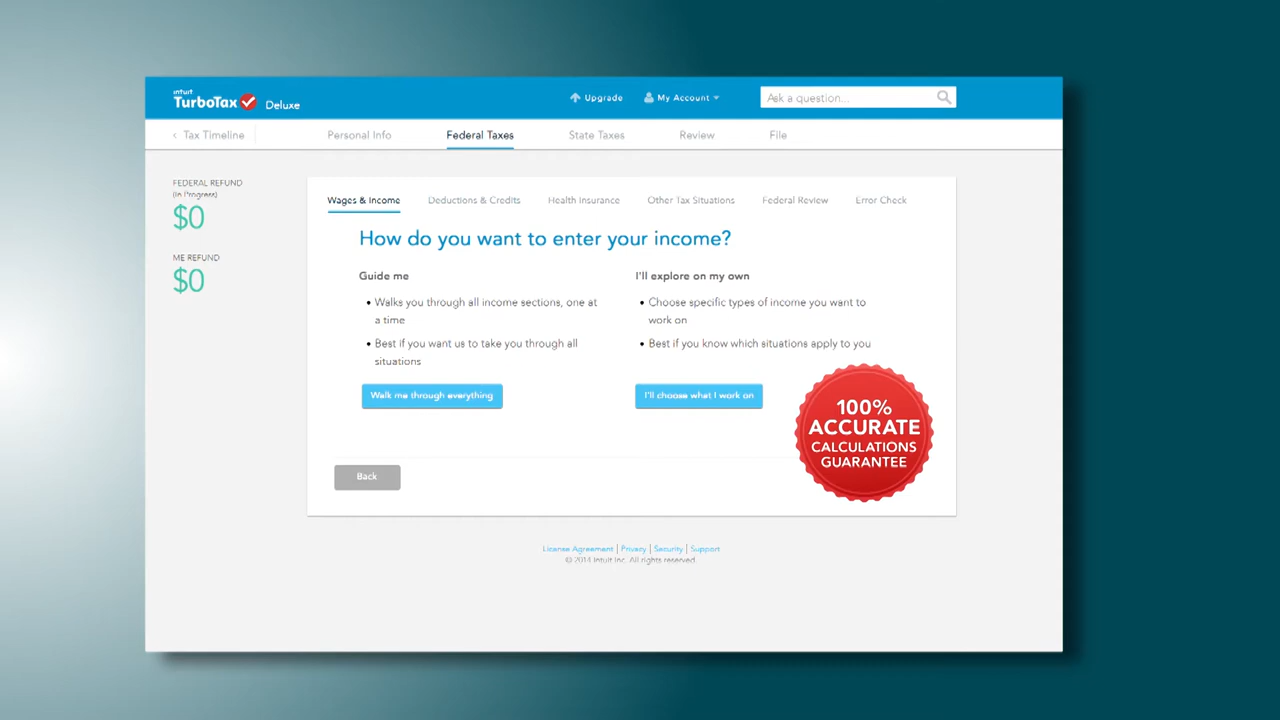 intuit
TurboTax Deluxe
Upgrade
My Account
Ask a question...
< Tax Timeline
Personal Info
Federal Taxes
State Taxes
Review
File
FEDERAL REFUND
(In Progress)
$0
ME REFUND
$0
Wages & Income
Deductions & Credits
Health Insurance
Other Tax Situations
Federal Review
Error Check
How do you want to enter your income?
Guide me
• Walks you through all income sections, one at
a time
• Best if you want us to take you through all
situations
Walk me through everything
I'll explore on my own
• Choose specific types of income you want to
work on
• Best if you know which situations apply to you
I'll choose what I work on
100%
ACCURATE
CALCULATIONS
GUARANTEE
Back
License Agreement | Privacy | Security | Support
© 2014 Intuit Inc. All rights reserved.